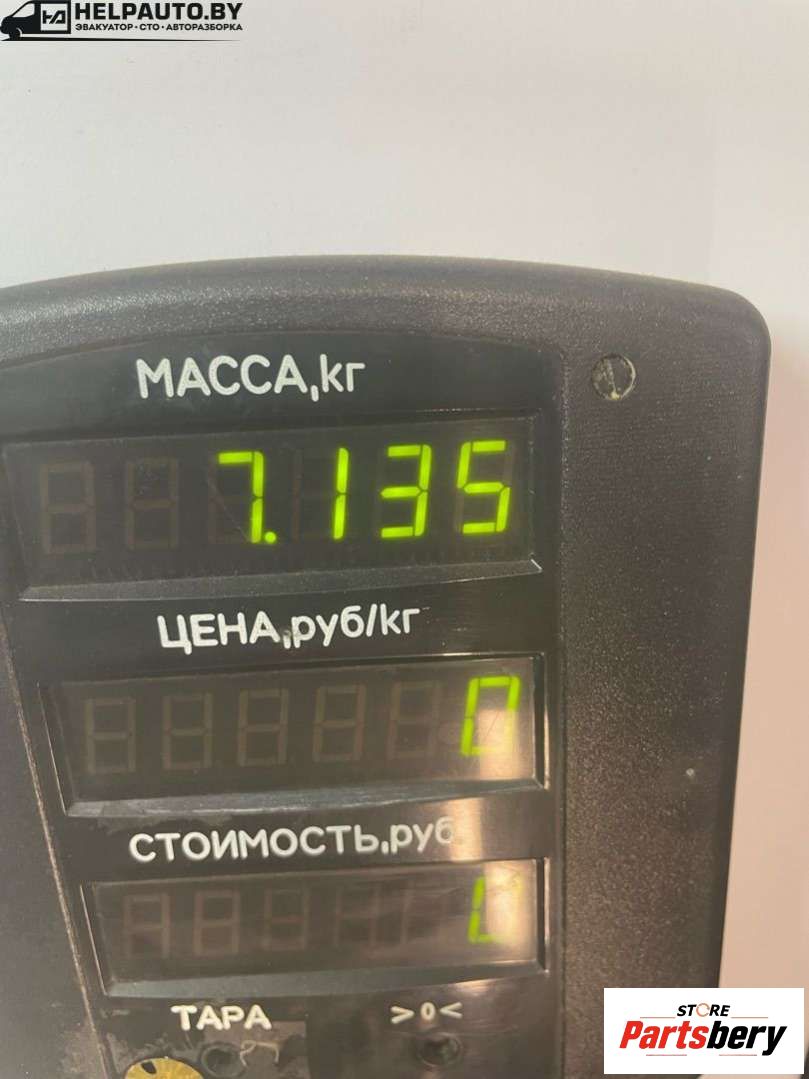 HELPAUTO.BY
ЭВАКУАТОР • СТО • АВТОРАЗБОРКА
МАССА,кг
7.135
ЦЕНА,руб/кг
0
СТОИМОСТЬ,руб
ТАРА >0<
STORE
Partsbery